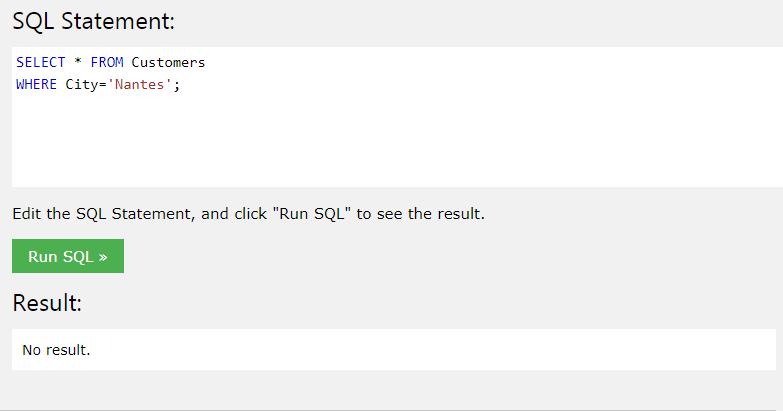 SQL Statement:
SELECT * FROM Customers
WHERE City='Nantes';
Edit the SQL Statement, and click "Run SQL" to see the result.
Run SQL »
Result:
No result.